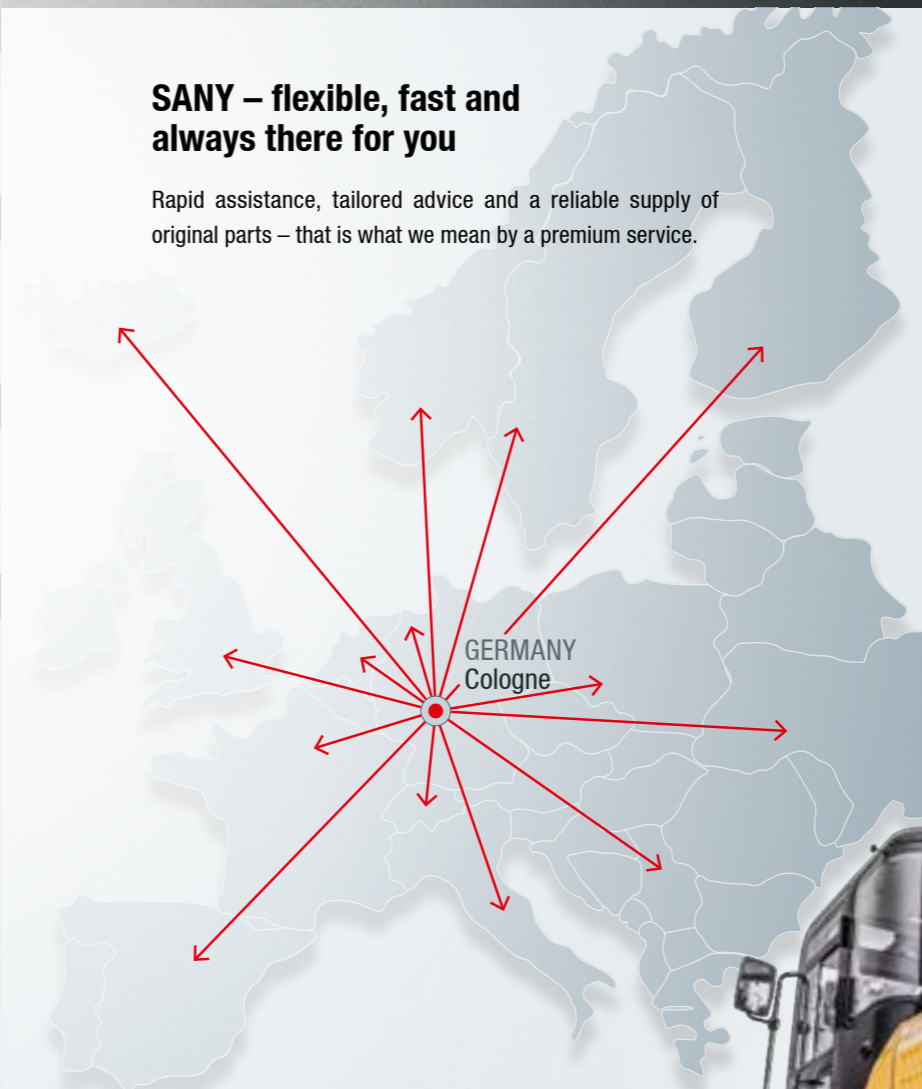 SANY – flexible, fast and
always there for you
Rapid assistance, tailored advice and a reliable supply of
original parts – that is what we mean by a premium service.
GERMANY
Cologne